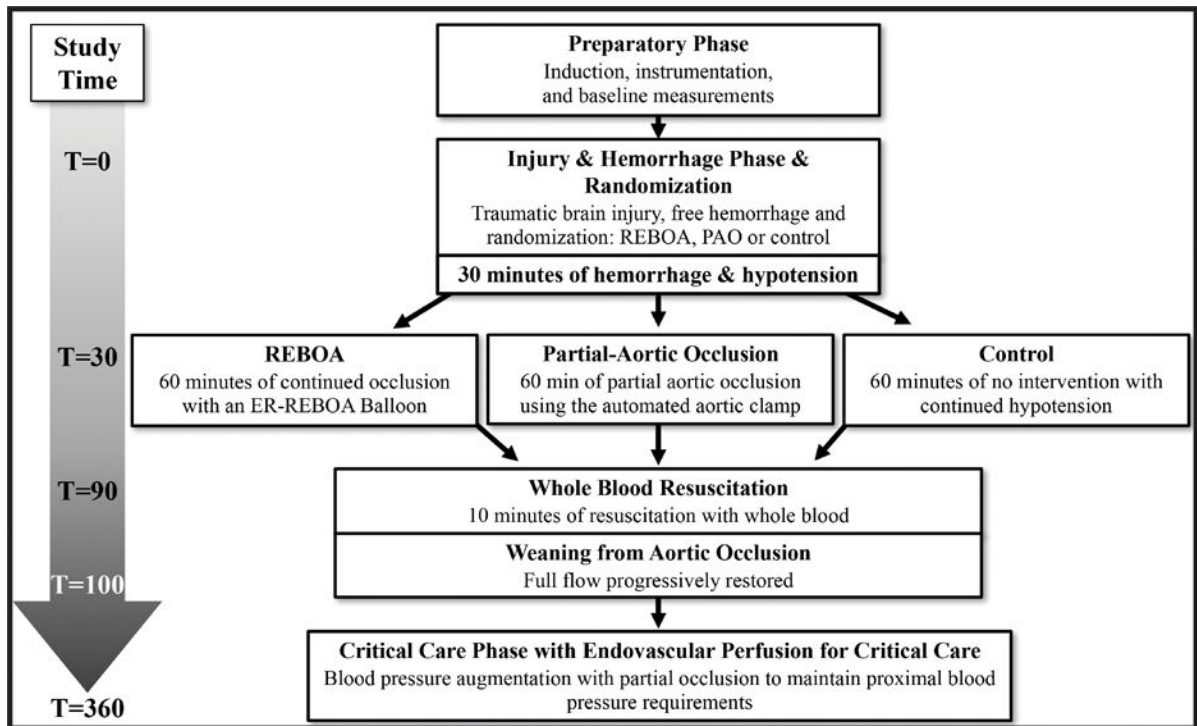 Study
Time
T=0
T=30
T=90
T=100
T=360
Preparatory Phase
Induction, instrumentation,
and baseline measurements
Injury & Hemorrhage Phase &
Randomization
Traumatic brain injury, free hemorrhage and
randomization: REBOA, PAO or control
30 minutes of hemorrhage & hypotension
REBOA
60 minutes of continued occlusion
with an ER-REBOA Balloon
Partial-Aortic Occlusion
60 min of partial aortic occlusion
using the automated aortic clamp
Control
60 minutes of no intervention with
continued hypotension
Whole Blood Resuscitation
10 minutes of resuscitation with whole blood
Weaning from Aortic Occlusion
Full flow progressively restored
Critical Care Phase with Endovascular Perfusion for Critical Care
Blood pressure augmentation with partial occlusion to maintain proximal blood
pressure requirements